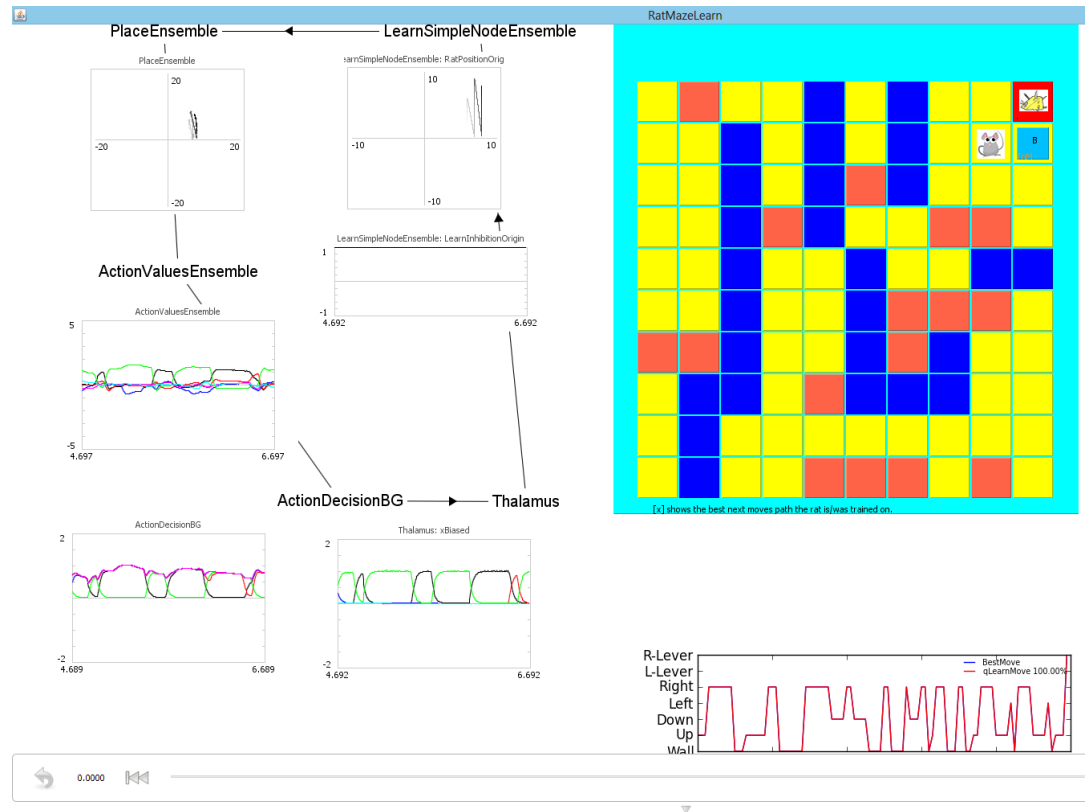 RatMazeLearn
PlaceEnsemble
LearnSimpleNodeEnsemble
PlaceEnsemble
20
-20
20
-20
LearnSimpleNodeEnsemble: RatPositionOrig
10
-10
10
-10
B
LearnSimpleNodeEnsemble: LearnInhibitionOrigin
1
-1
4.692
6.692
ActionValuesEnsemble
ActionValuesEnsemble
5
-5
4.697
6.697
ActionDecisionBG
Thalamus
[x] shows the best next moves path the rat is/was trained on.
ActionDecisionBG
2
-2
4.689
6.689
Thalamus: xBiased
2
-2
4.692
6.692
R-Lever
L-Lever
Right
Left
Down
Up
Wall
BestMove
qLearnMove 100.00%
0.0000